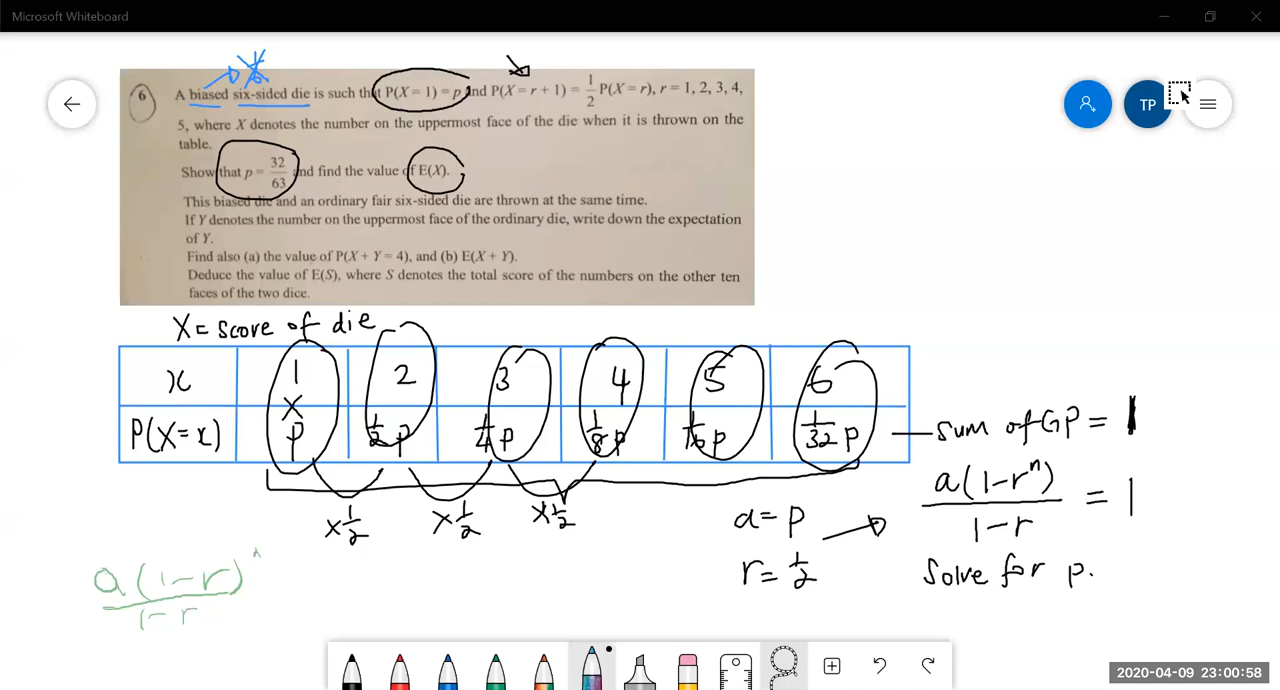 Microsoft Whiteboard
TP
6 A biased six-sided die is such that P(X = 1) = p and P(X = r + 1) = 1/2 P(X = r), r = 1, 2, 3, 4,
5, where X denotes the number on the uppermost face of the die when it is thrown on the
table.
Show that p = 32/63 and find the value of E(X).
This biased die and an ordinary fair six-sided die are thrown at the same time.
If Y denotes the number on the uppermost face of the ordinary die, write down the expectation
of Y.
Find also (a) the value of P(X + Y = 4), and (b) E(X + Y).
Deduce the value of E(S), where S denotes the total score of the numbers on the other ten
faces of the two dice.
X = score of die
x 1 2 3 4 5 6
X
P(X=x) p 1/2 p 1/4 p 1/8 p 1/16 p 1/32 p
sum of GP = 1
a(1-r^n)/1-r = 1
x 1/2 x 1/2 x 1/2
a = p
r = 1/2
Solve for p.
a(1-r)^n/1-r
2020-04-09 23:00:58